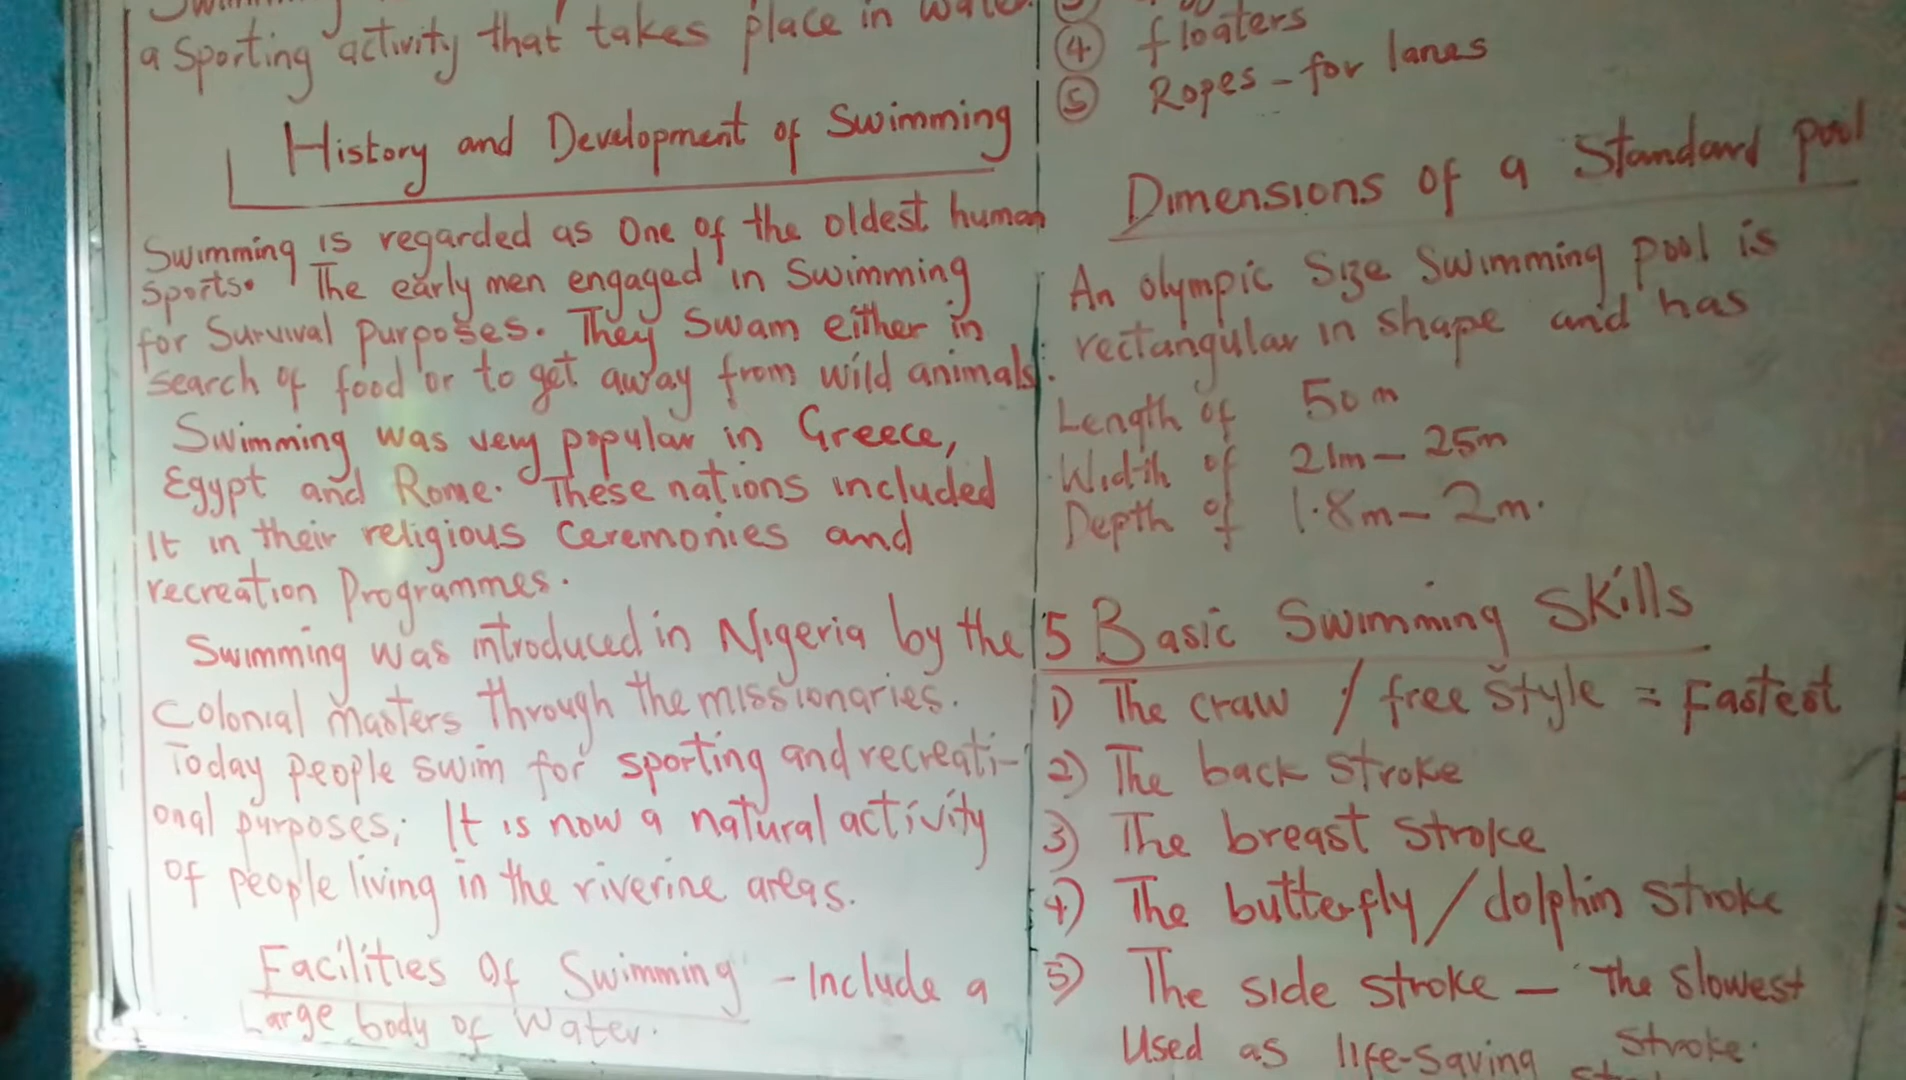 a Sporting activity that takes place in water.
History and Development of Swimming
Swimming is regarded as One of the oldest human
Sports. The early men engaged in Swimming
for Survival purposes. They Swam either in
search of food or to get away from wild animals.
Swimming was very popular in Greece,
Egypt and Rome. These nations included
It in their religious Ceremonies and
recreation Programmes.
Swimming was introduced in Nigeria by the
Colonial masters through the missionaries.
Today people swim for sporting and recreati-
onal purposes; It is now a natural activity
of people living in the riverine areas.
Facilities Of Swimming - Include a
Large body of Water.
④ floaters
⑤ Ropes - for lanes
Dimensions of a Standard pool
An olympic Size Swimming pool is
rectangular in shape and has
Length of 50m
Width of 21m - 25m
Depth of 1.8m - 2m.
5 Basic Swimming Skills
1) The craw / free style = Fastest
2) The back stroke
3) The breast stroke
4) The butterfly / dolphin stroke
5) The side stroke - The slowest
stroke.
Used as life-saving